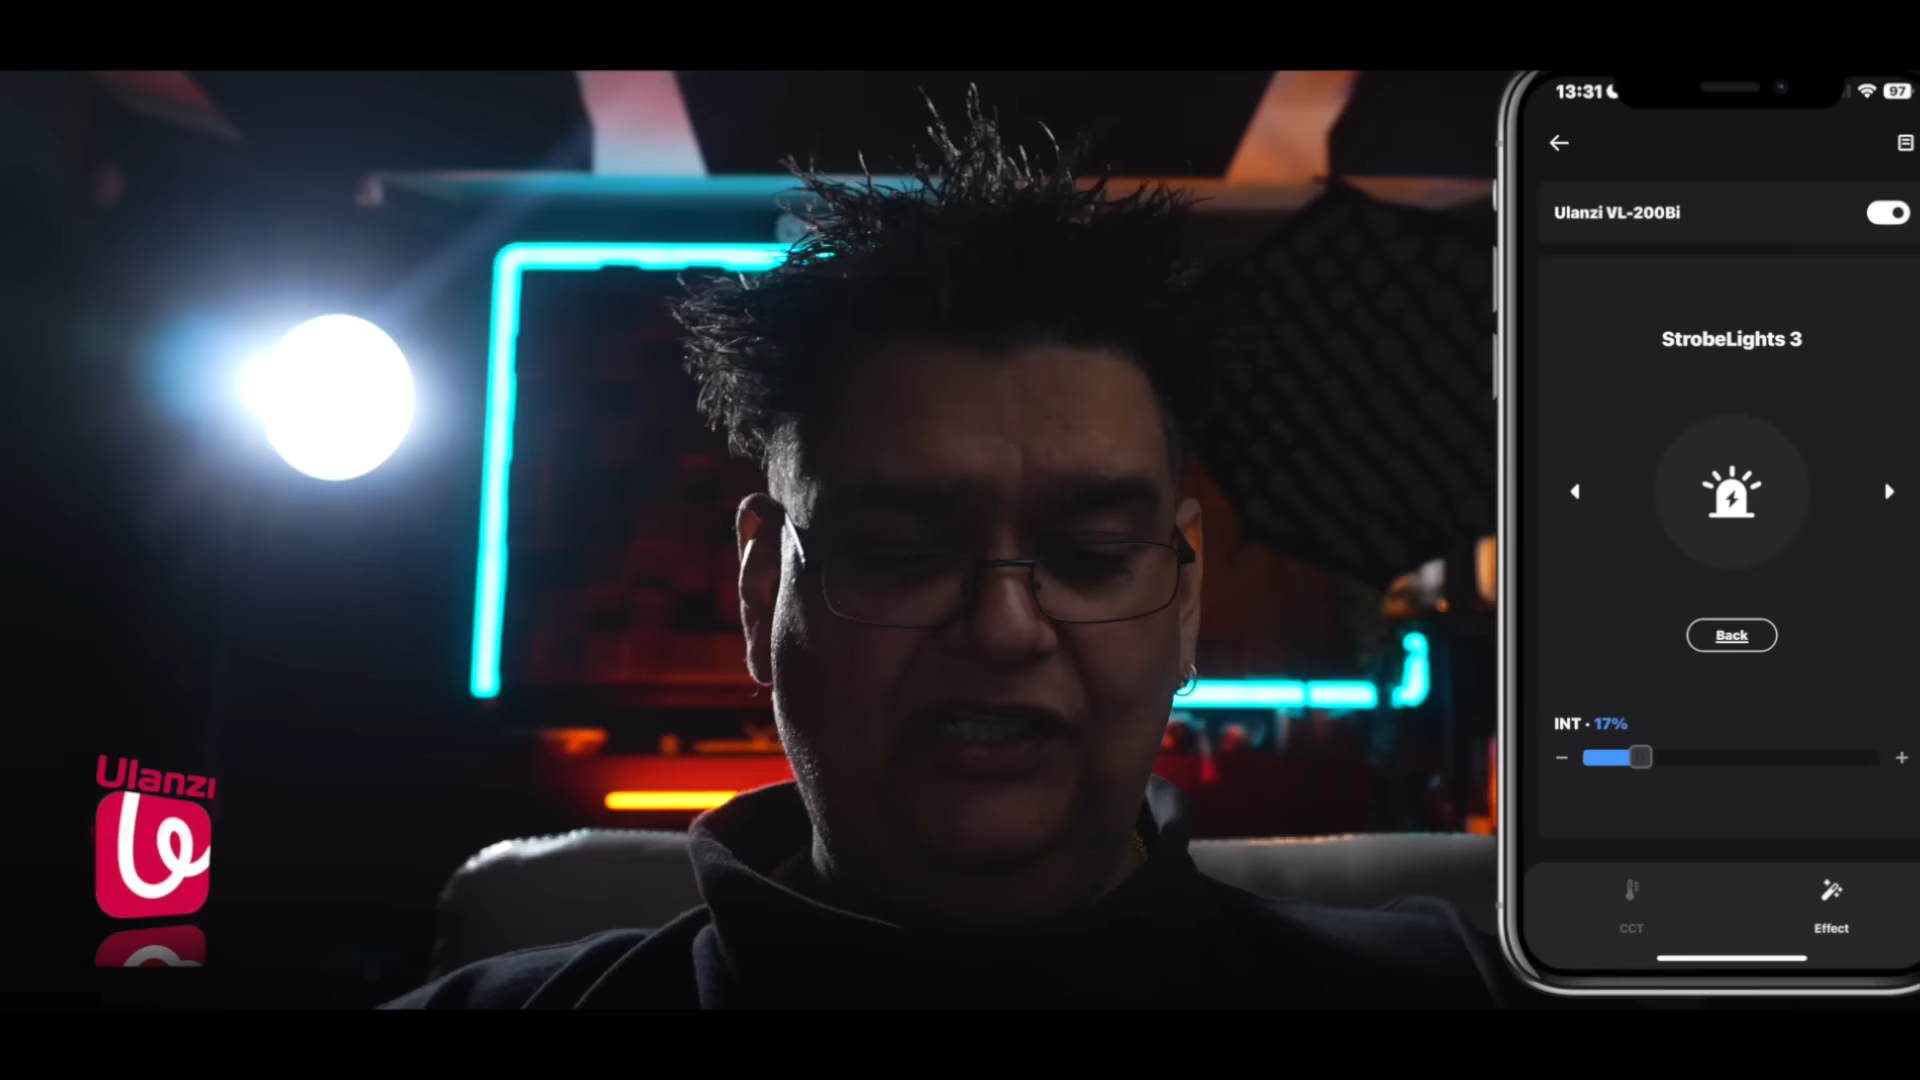 13:31
97
Ulanzi VL-200Bi
StrobeLights 3
Back
INT · 17%
CCT
Effect
Ulanzi